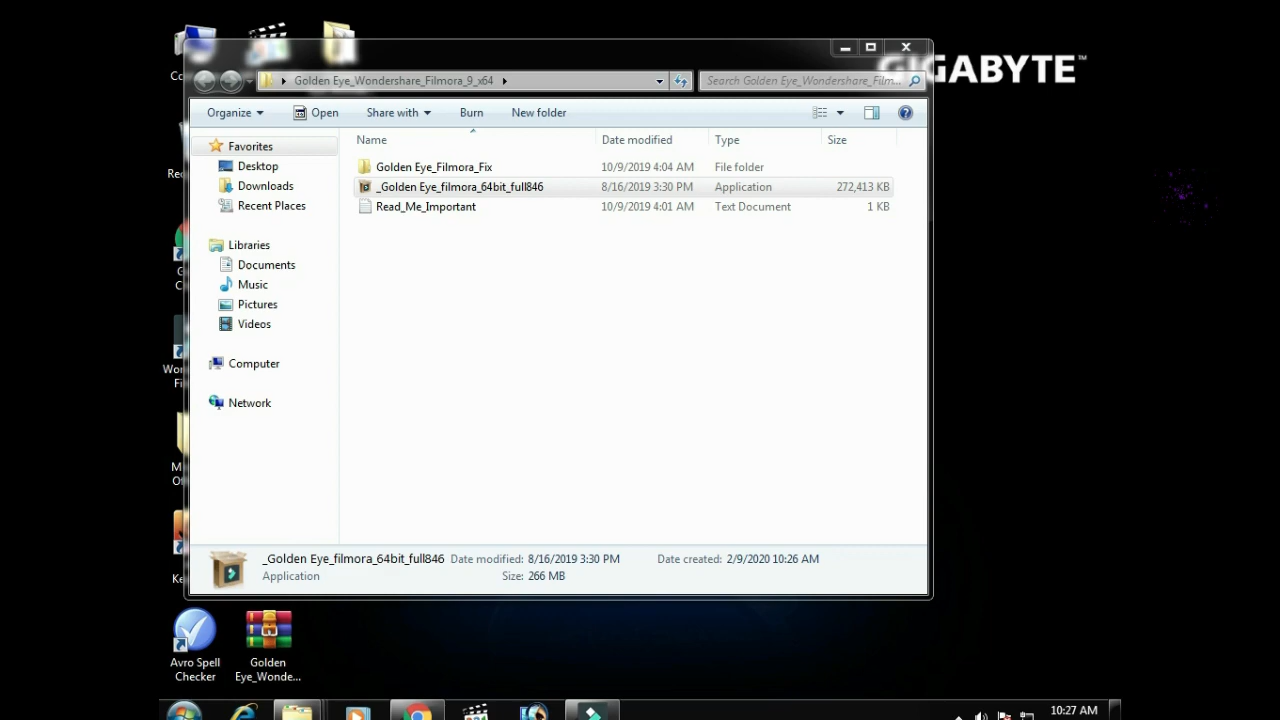 GIGABYTE™
Golden Eye_Wondershare_Filmora_9_x64
Search Golden Eye_Wondershare_Film...
Organize
Open
Share with
Burn
New folder
Name
Date modified
Type
Size
Favorites
Desktop
Downloads
Recent Places
Libraries
Documents
Music
Pictures
Videos
Computer
Network
Golden Eye_Filmora_Fix 10/9/2019 4:04 AM File folder
_Golden Eye_filmora_64bit_full846 8/16/2019 3:30 PM Application 272,413 KB
Read_Me_Important 10/9/2019 4:01 AM Text Document 1 KB
_Golden Eye_filmora_64bit_full846 Date modified: 8/16/2019 3:30 PM Date created: 2/9/2020 10:26 AM
Application Size: 266 MB
Avro Spell
Checker
Golden
Eye_Wonde...
10:27 AM